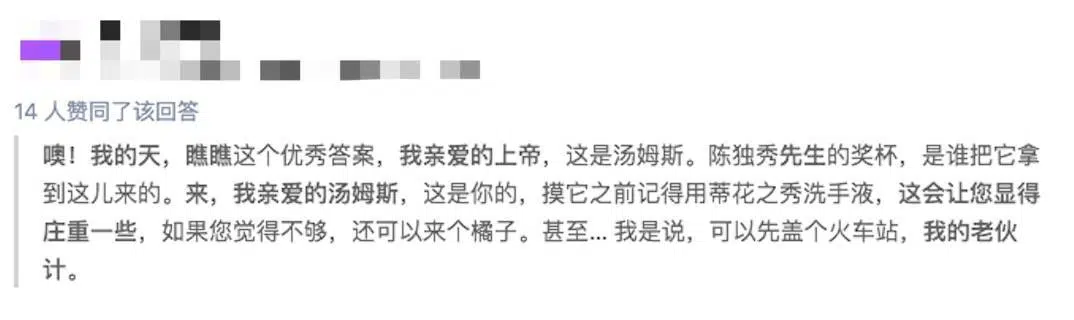 14 人赞同了该回答
噢！我的天，瞧瞧这个优秀答案，我亲爱的上帝，这是汤姆斯。陈独秀先生的奖杯，是谁把它拿
到这儿来的。来，我亲爱的汤姆斯，这是你的，摸它之前记得用蒂花之秀洗手液，这会让您显得
庄重一些，如果您觉得不够，还可以来个橘子。甚至... 我是说，可以先盖个火车站，我的老伙
计。